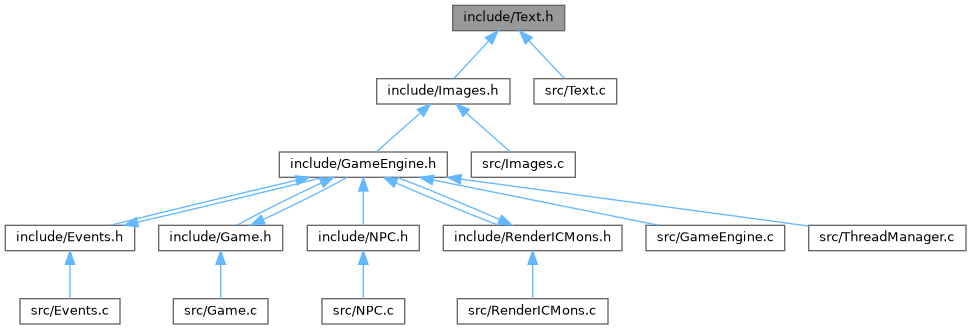 include/Text.h
include/Images.h
src/Text.c
include/GameEngine.h
src/Images.c
include/Events.h
include/Game.h
include/NPC.h
include/RenderICMons.h
src/GameEngine.c
src/ThreadManager.c
src/Events.c
src/Game.c
src/NPC.c
src/RenderICMons.c